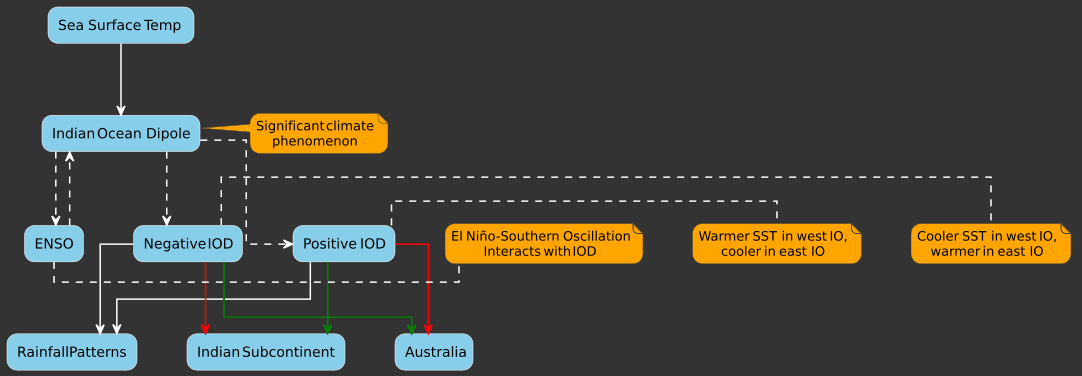 Sea Surface Temp
Indian Ocean Dipole
Significant climate
phenomenon
ENSO
Negative IOD
Positive IOD
El Niño-Southern Oscillation
Interacts with IOD
Warmer SST in west IO,
cooler in east IO
Cooler SST in west IO,
warmer in east IO
Rainfall Patterns
Indian Subcontinent
Australia